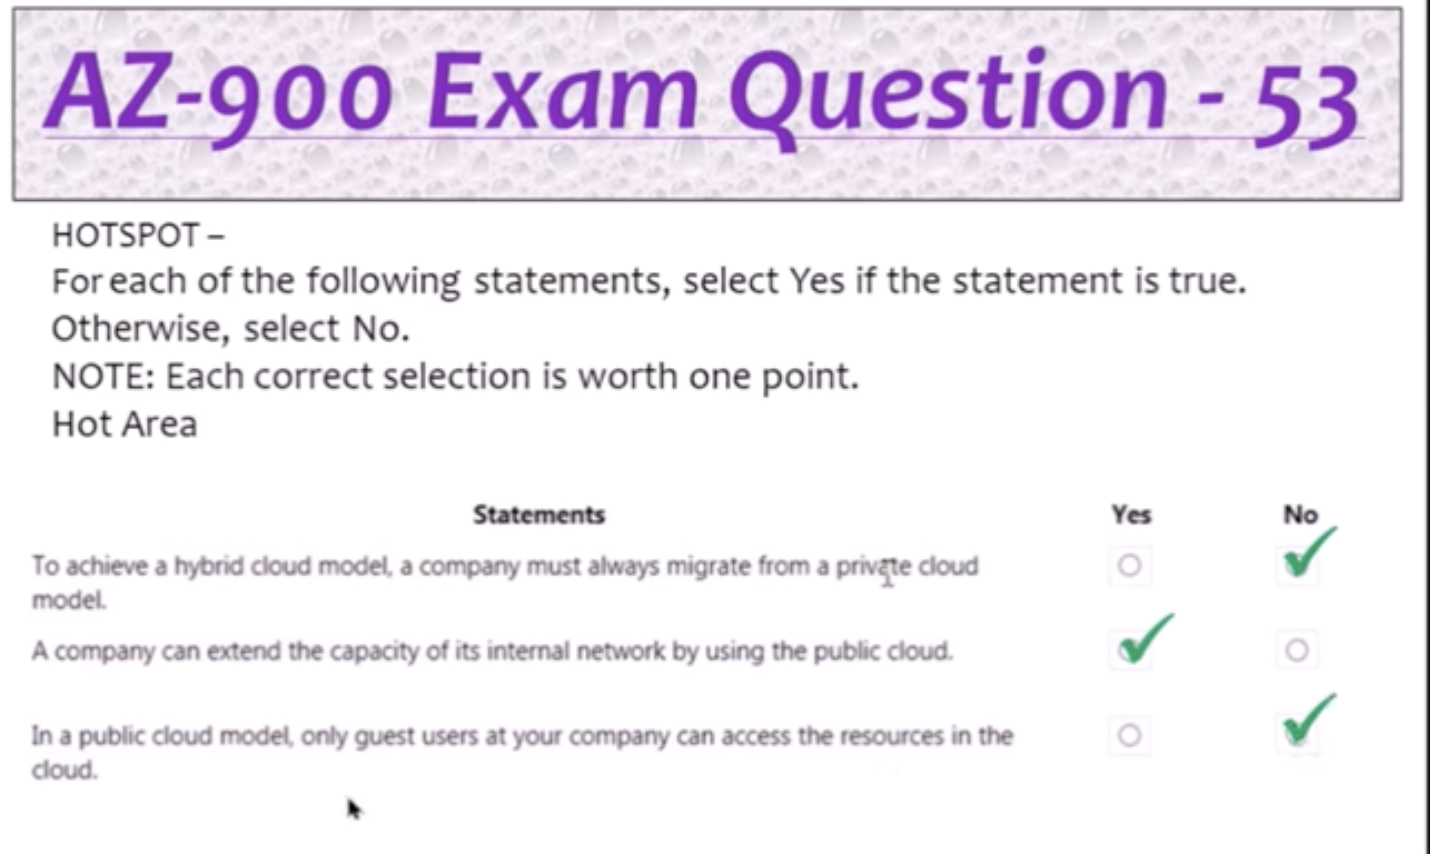 AZ-900 Exam Question - 53
HOTSPOT –
For each of the following statements, select Yes if the statement is true.
Otherwise, select No.
NOTE: Each correct selection is worth one point.
Hot Area
Statements Yes No
To achieve a hybrid cloud model, a company must always migrate from a private cloud
model.
A company can extend the capacity of its internal network by using the public cloud.
In a public cloud model, only guest users at your company can access the resources in the
cloud.